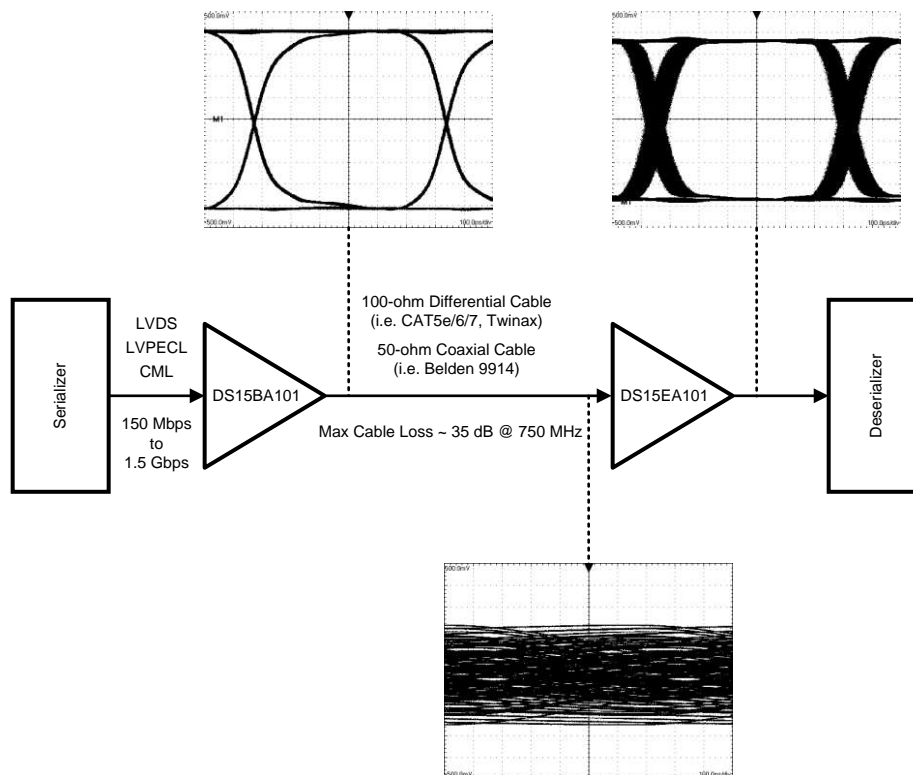 500.0mV
M1
-500.0mV
100.0ps/div
500.0mV
M1
-500.0mV
100.0ps/div
Serializer
LVDS
LVPECL
CML
150 Mbps
to
1.5 Gbps
DS15BA101
100-ohm Differential Cable
(i.e. CAT5e/6/7, Twinax)
50-ohm Coaxial Cable
(i.e. Belden 9914)
Max Cable Loss ~ 35 dB @ 750 MHz
DS15EA101
Deserializer
500.0mV
-500.0mV
100.0ps/div